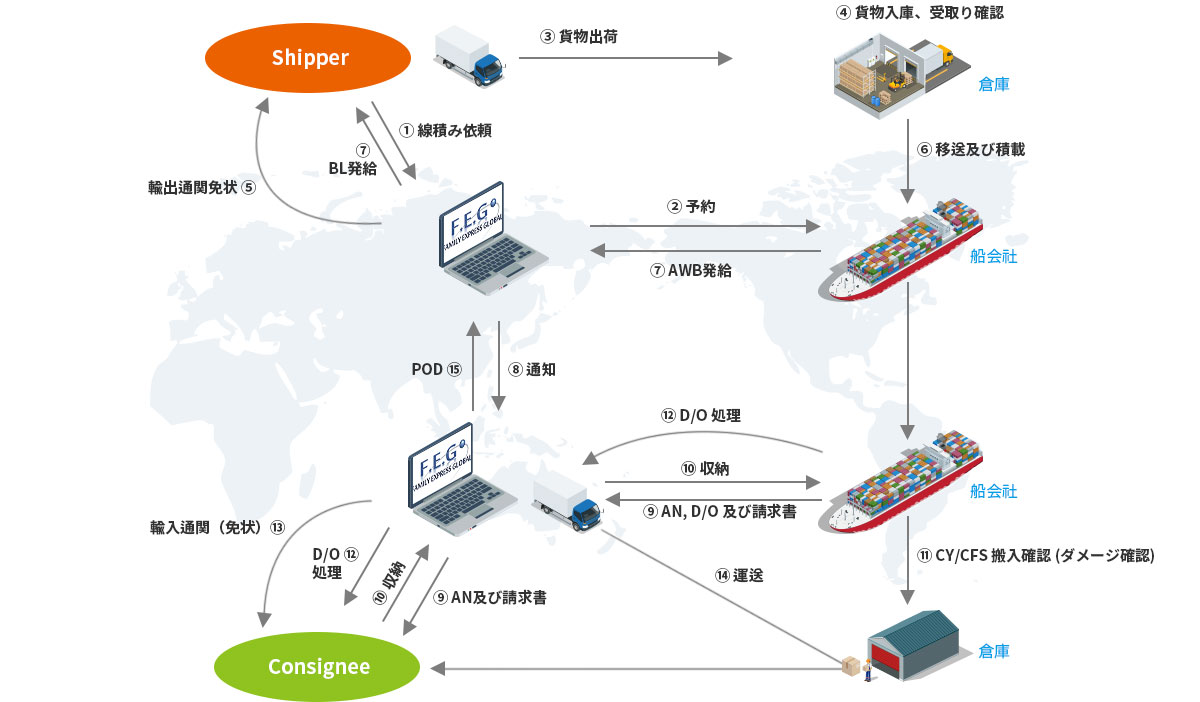 ④ 貨物入庫、受取り確認
③ 貨物出荷
Shipper
倉庫
① 線積み依頼
⑦
BL発給
⑥ 移送及び積載
輸出通関免状 ⑤
② 予約
F.E.G
FAMILY EXPRESS GLOBAL
船会社
⑦ AWB発給
POD ⑮
⑧ 通知
⑫ D/O 処理
F.E.G
FAMILY EXPRESS GLOBAL
⑩ 収納
船会社
⑨ AN, D/O 及び請求書
輸入通関（免状）⑬
D/O ⑫
処理
⑩ 収納
⑪ CY/CFS 搬入確認 (ダメージ確認)
⑭ 運送
⑨ AN及び請求書
倉庫
Consignee